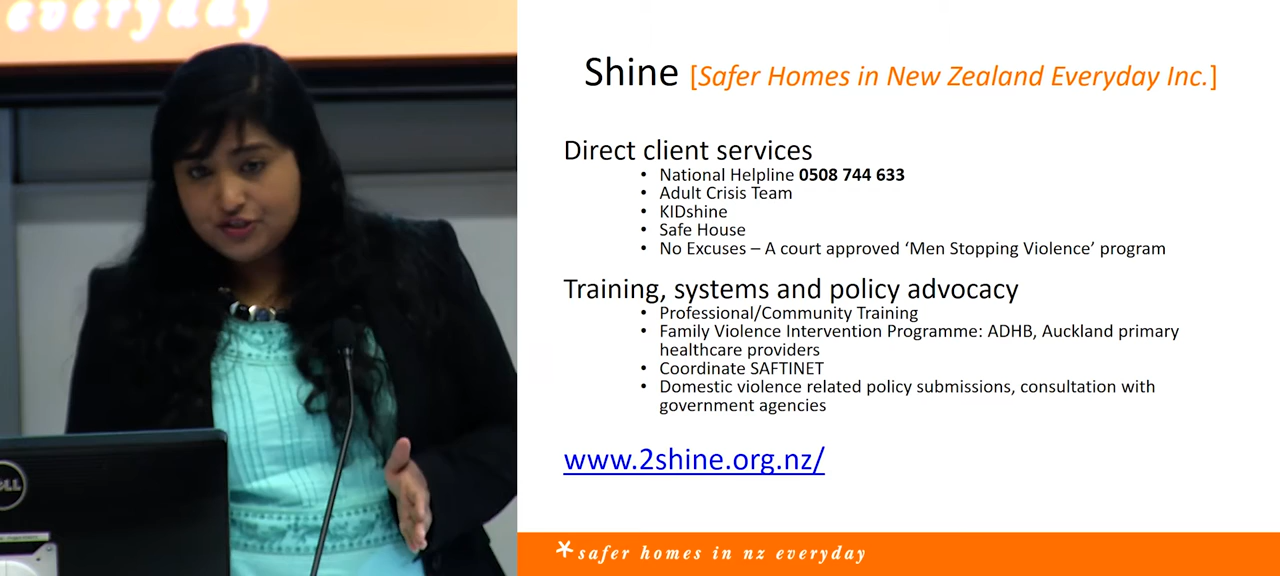 everyday
Shine [Safer Homes in New Zealand Everyday Inc.]
Direct client services
• National Helpline 0508 744 633
• Adult Crisis Team
• KIDshine
• Safe House
• No Excuses – A court approved ‘Men Stopping Violence’ program
Training, systems and policy advocacy
• Professional/Community Training
• Family Violence Intervention Programme: ADHB, Auckland primary
healthcare providers
• Coordinate SAFTINET
• Domestic violence related policy submissions, consultation with
government agencies
www.2shine.org.nz/
*safer homes in nz everyday
DELL